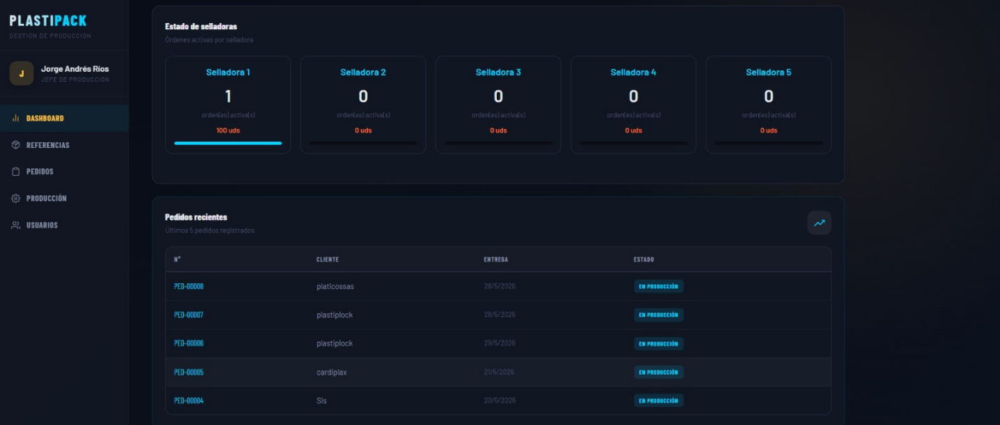 PLASTIPACK
GESTIÓN DE PRODUCCIÓN
J
Jorge Andrés Ríos
JEFE DE PRODUCCIÓN
DASHBOARD
REFERENCIAS
PEDIDOS
PRODUCCIÓN
USUARIOS
Estado de selladoras
Órdenes activas por selladora
Selladora 1
1
orden(es) activa(s)
100 uds
Selladora 2
0
orden(es) activa(s)
0 uds
Selladora 3
0
orden(es) activa(s)
0 uds
Selladora 4
0
orden(es) activa(s)
0 uds
Selladora 5
0
orden(es) activa(s)
0 uds
Pedidos recientes
Últimos 5 pedidos registrados
N° CLIENTE ENTREGA ESTADO
PED-00008 platicossas 28/5/2026 EN PRODUCCIÓN
PED-00007 plastiplock 28/5/2026 EN PRODUCCIÓN
PED-00006 plastiplock 29/5/2026 EN PRODUCCIÓN
PED-00005 cardiplax 21/5/2026 EN PRODUCCIÓN
PED-00004 Sis 20/5/2026 EN PRODUCCIÓN